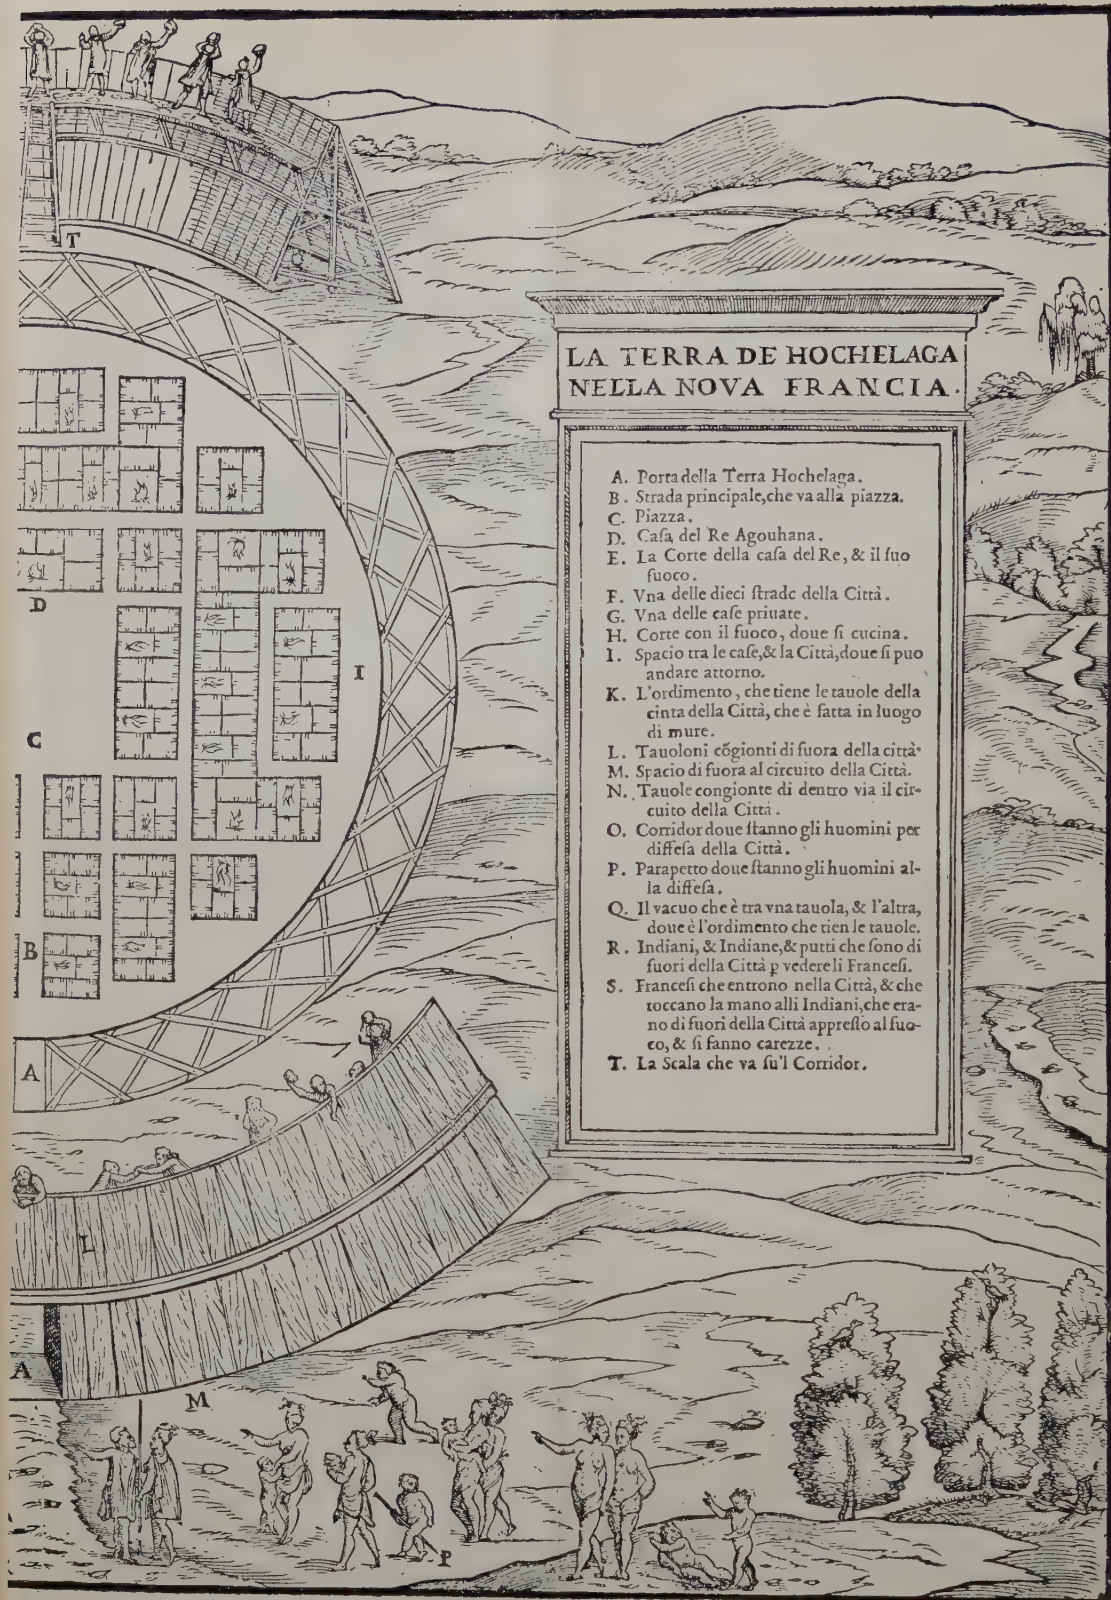 T
Q
LA TERRA DE HOCHELAGA
NELLA NOVA FRANCIA.
A. Porta della Terra Hochelaga.
B. Strada principale, che va alla piazza.
C. Piazza.
D. Caſa del Re Agouhana.
E. La Corte della caſa del Re, & il ſuo
fuoco.
F. Vna delle dieci ſtrade della Città.
G. Vna delle caſe priuate.
H. Corte con il fuoco, doue ſi cucina.
I. Spacio tra le caſe, & la Città, doue ſi puo
andare attorno.
K. L'ordimento, che tiene le tauole della
cinta della Città, che è fatta in luogo
di mure.
L. Tauoloni cõgionti di fuora della città.
M. Spacio di fuora al circuito della Città.
N. Tauole congionte di dentro via il cir-
cuito della Città.
O. Corridor doue ſtanno gli huomini per
diffeſa della Città.
P. Parapetto doue ſtanno gli huomini al-
la diffeſa.
Q. Il vacuo che è tra vna tauola, & l'altra,
doue è l'ordimento che tien le tauole.
R. Indiani, & Indiane, & putti che ſono di
fuori della Città p vedere li Franceſi.
S. Franceſi che entrono nella Città, & che
toccano la mano alli Indiani, che era-
no di fuori della Città appreſſo al fuo-
co, & ſi fanno carezze.
T. La Scala che va ſu'l Corridor.
D
I
C
B
A
L
A
M
P